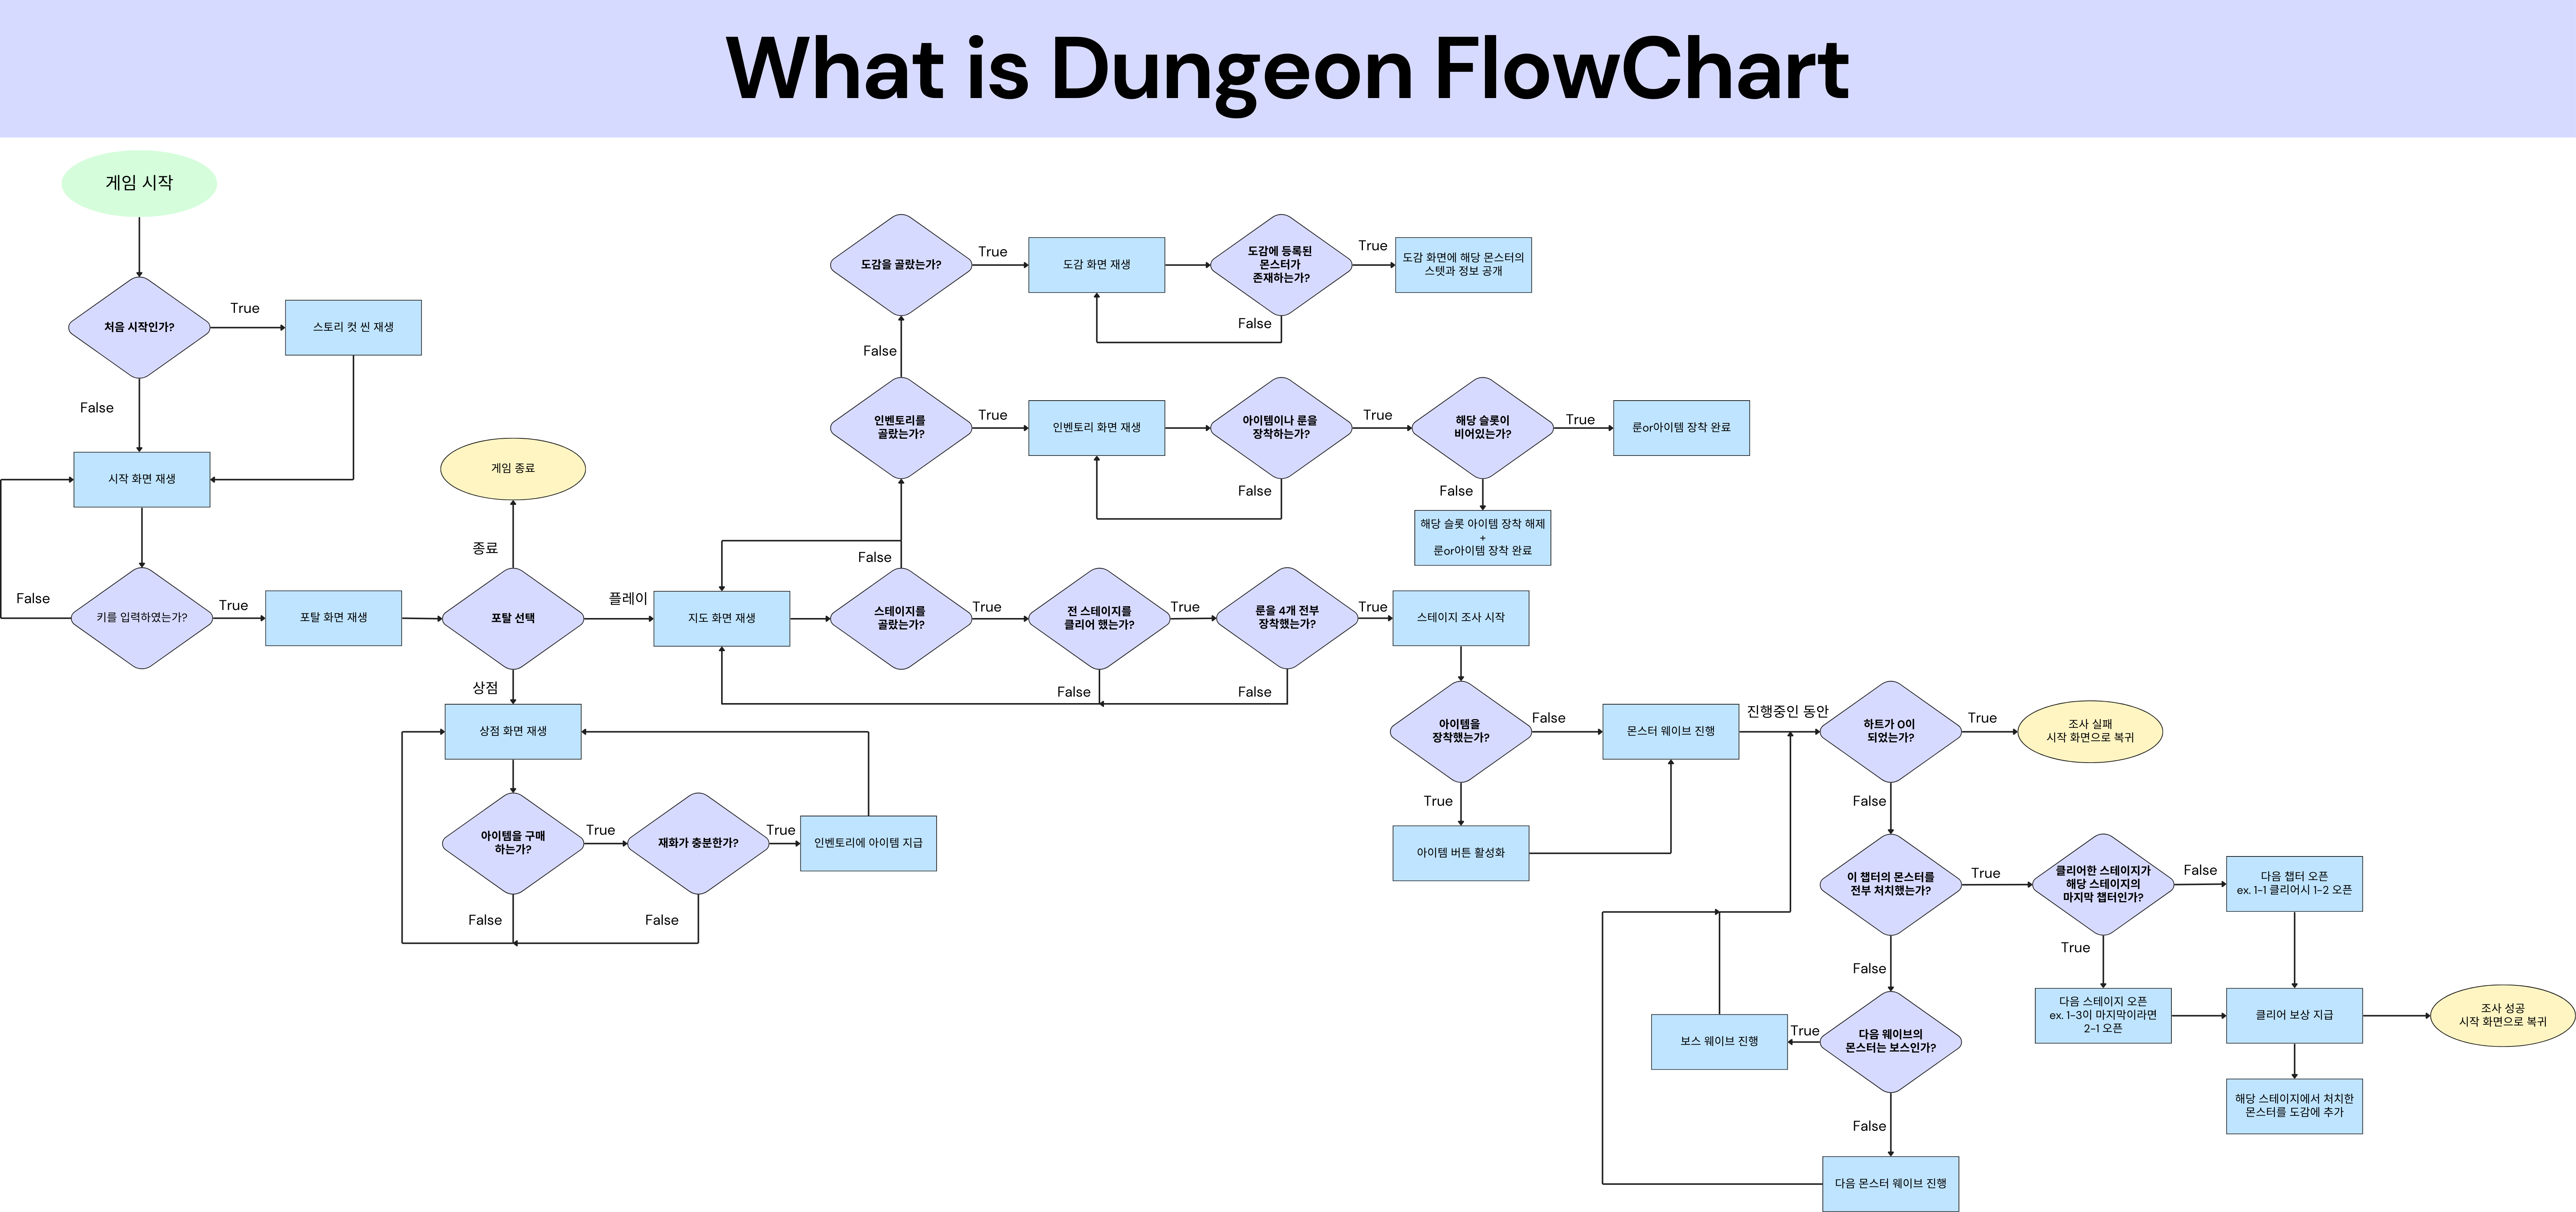 What is Dungeon FlowChart
게임 시작
처음 시작인가?
True
스토리 컷 씬 재생
False
시작 화면 재생
키를 입력하였는가?
False
True
포탈 화면 재생
포탈 선택
종료
게임 종료
플레이
상점
상점 화면 재생
아이템을 구매
하는가?
True
재화가 충분한가?
True
인벤토리에 아이템 지급
False
False
지도 화면 재생
스테이지를
골랐는가?
False
True
전 스테이지를
클리어 했는가?
True
룬을 4개 전부
장착했는가?
True
False
False
인벤토리를
골랐는가?
False
True
인벤토리 화면 재생
아이템이나 룬을
장착하는가?
True
False
해당 슬롯이
비어있는가?
True
룬or아이템 장착 완료
False
해당 슬롯 아이템 장착 해제
+
룬or아이템 장착 완료
도감을 골랐는가?
True
도감 화면 재생
도감에 등록된
몬스터가
존재하는가?
True
False
도감 화면에 해당 몬스터의
스텟과 정보 공개
스테이지 조사 시작
아이템을
장착했는가?
False
True
아이템 버튼 활성화
몬스터 웨이브 진행
진행중인 동안
하트가 0이
되었는가?
True
조사 실패
시작 화면으로 복귀
False
이 챕터의 몬스터를
전부 처치했는가?
True
클리어한 스테이지가
해당 스테이지의
마지막 챕터인가?
False
다음 챕터 오픈
ex. 1-1 클리어시 1-2 오픈
True
다음 스테이지 오픈
ex. 1-3이 마지막이라면
2-1 오픈
클리어 보상 지급
조사 성공
시작 화면으로 복귀
해당 스테이지에서 처치한
몬스터를 도감에 추가
False
다음 웨이브의
몬스터는 보스인가?
True
보스 웨이브 진행
False
다음 몬스터 웨이브 진행